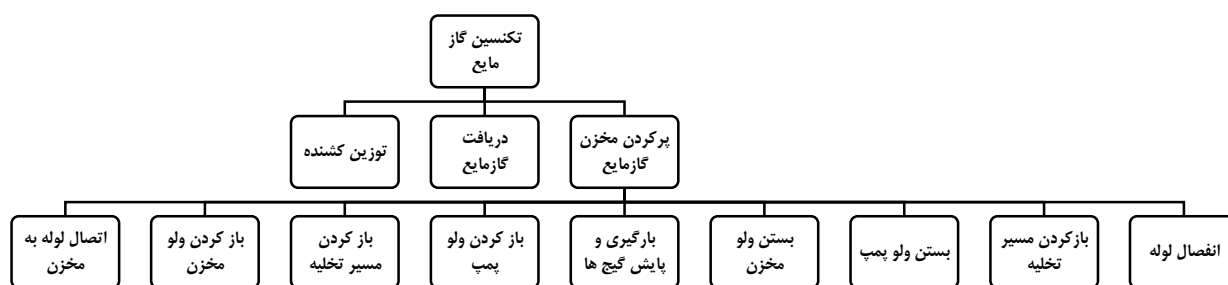 تکنسین گاز
مایع
پرکردن مخزن
گازمایع
دریافت
گازمایع
توزین کشنده
انفصال لوله
بازکردن مسیر
تخلیه
بستن ولو پمپ
بستن ولو
مخزن
بارگیری و
پایش گیج ها
باز کردن ولو
پمپ
باز کردن
مسیر تخلیه
باز کردن ولو
مخزن
اتصال لوله به
مخزن